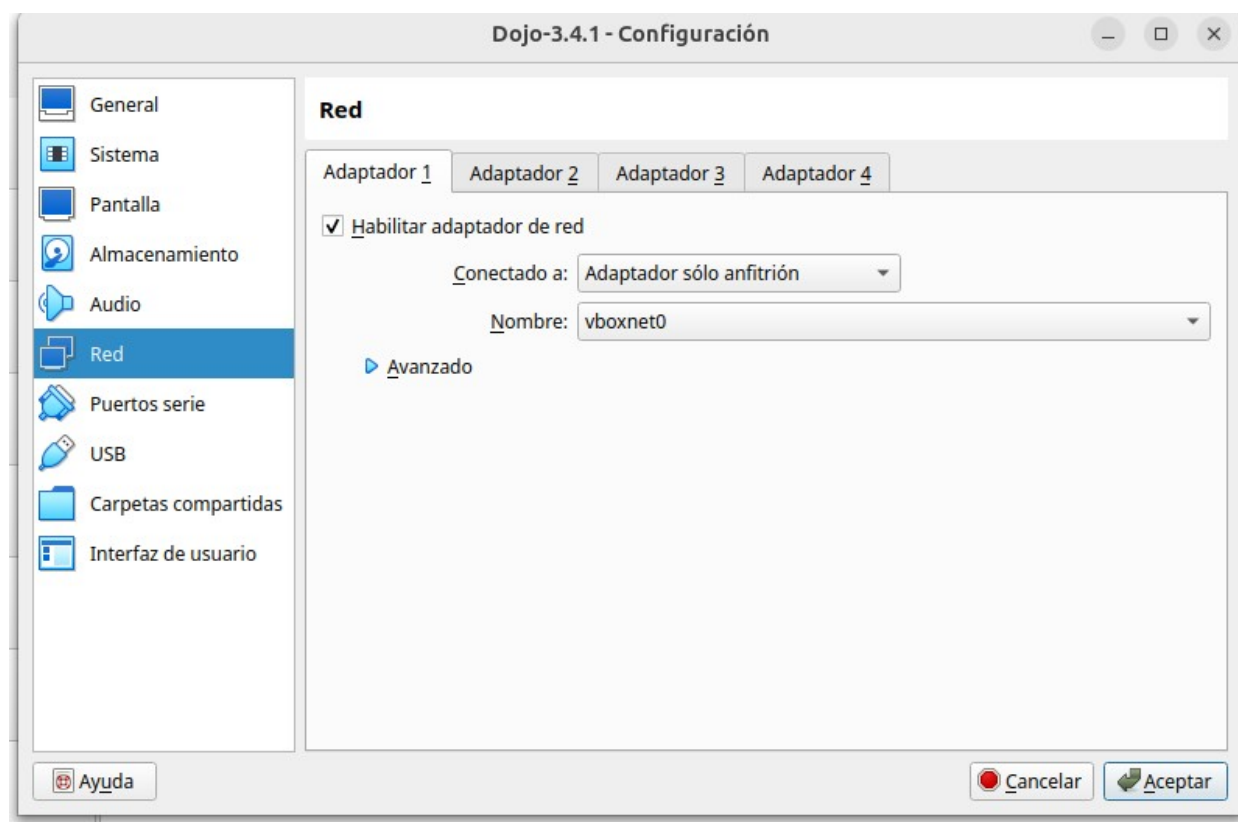 Dojo-3.4.1 - Configuración
General
Sistema
Pantalla
Almacenamiento
Audio
Red
Puertos serie
USB
Carpetas compartidas
Interfaz de usuario
Red
Adaptador 1 Adaptador 2 Adaptador 3 Adaptador 4
Habilitar adaptador de red
Conectado a: Adaptador sólo anfitrión
Nombre: vboxnet0
Avanzado
Ayuda Cancelar Aceptar